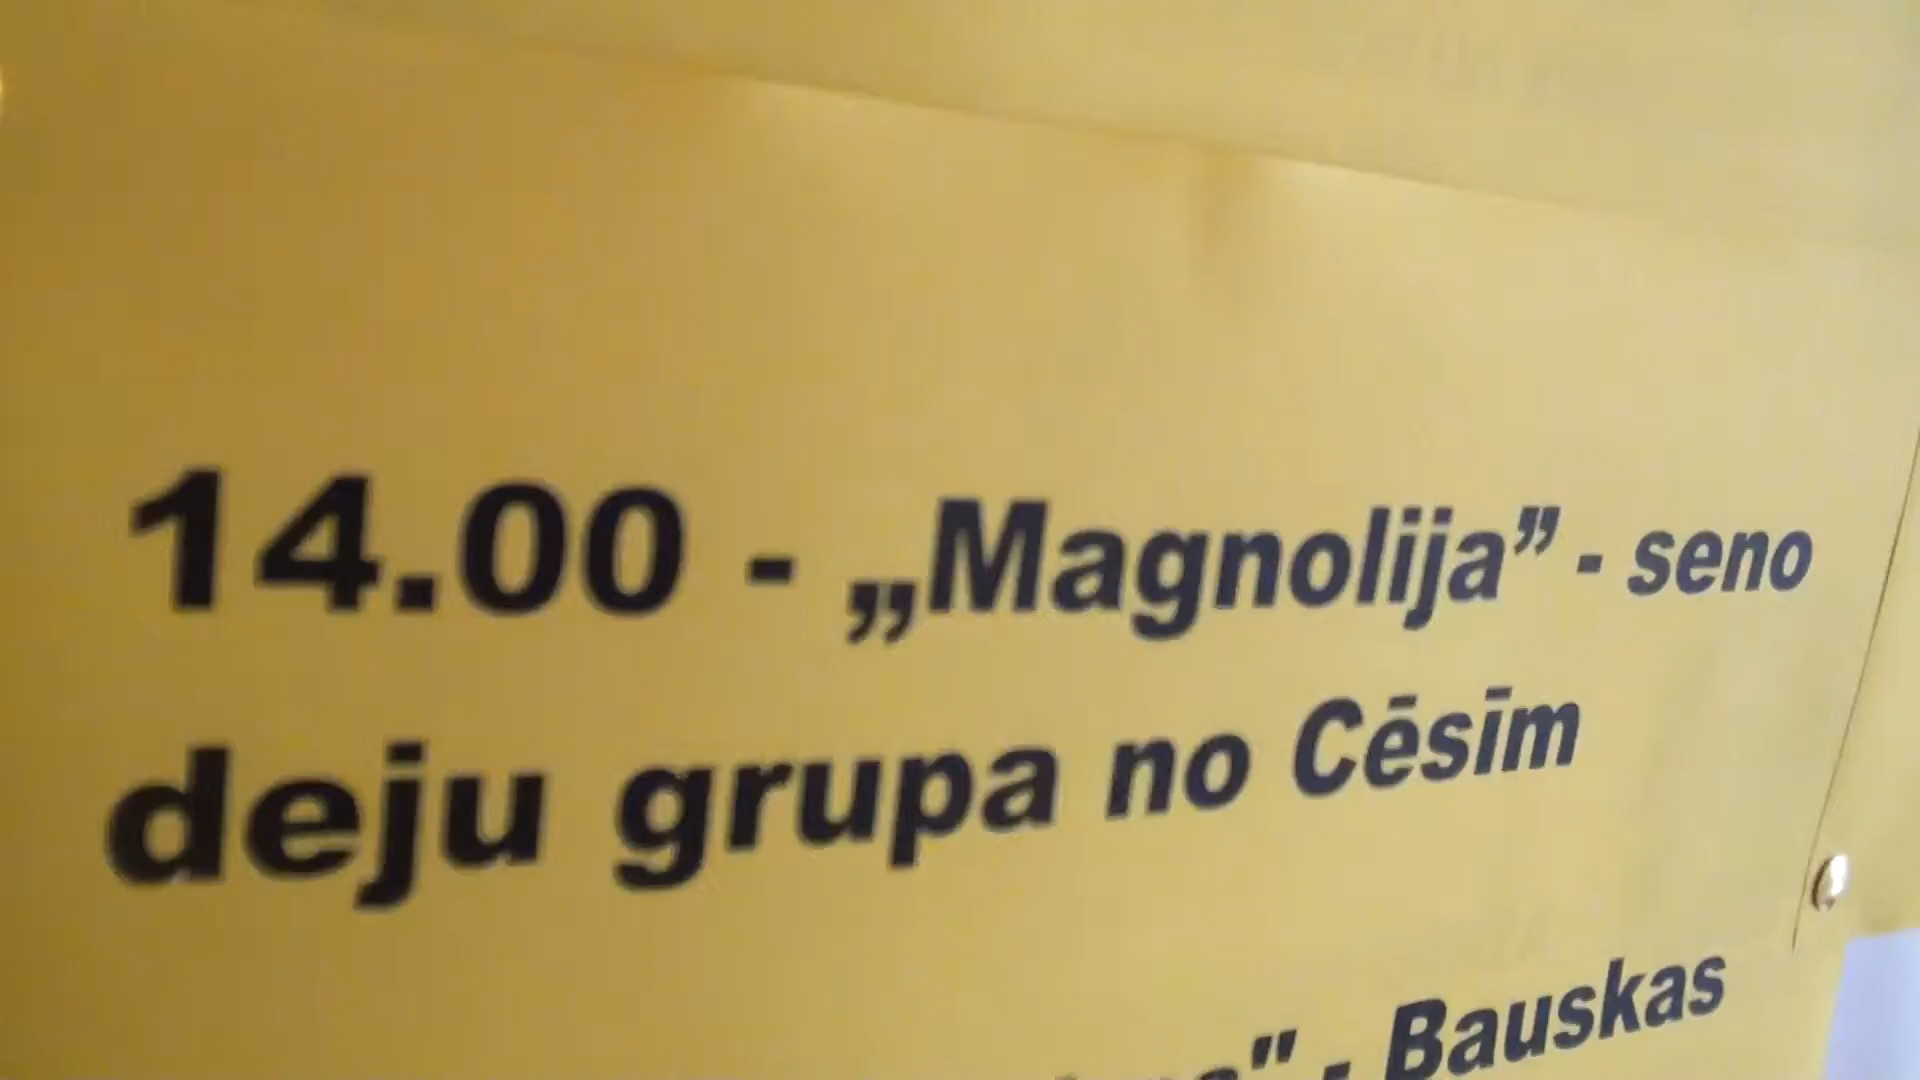 14.00 - „Magnolija” - seno
deju grupa no Cēsīm
" - Bauskas